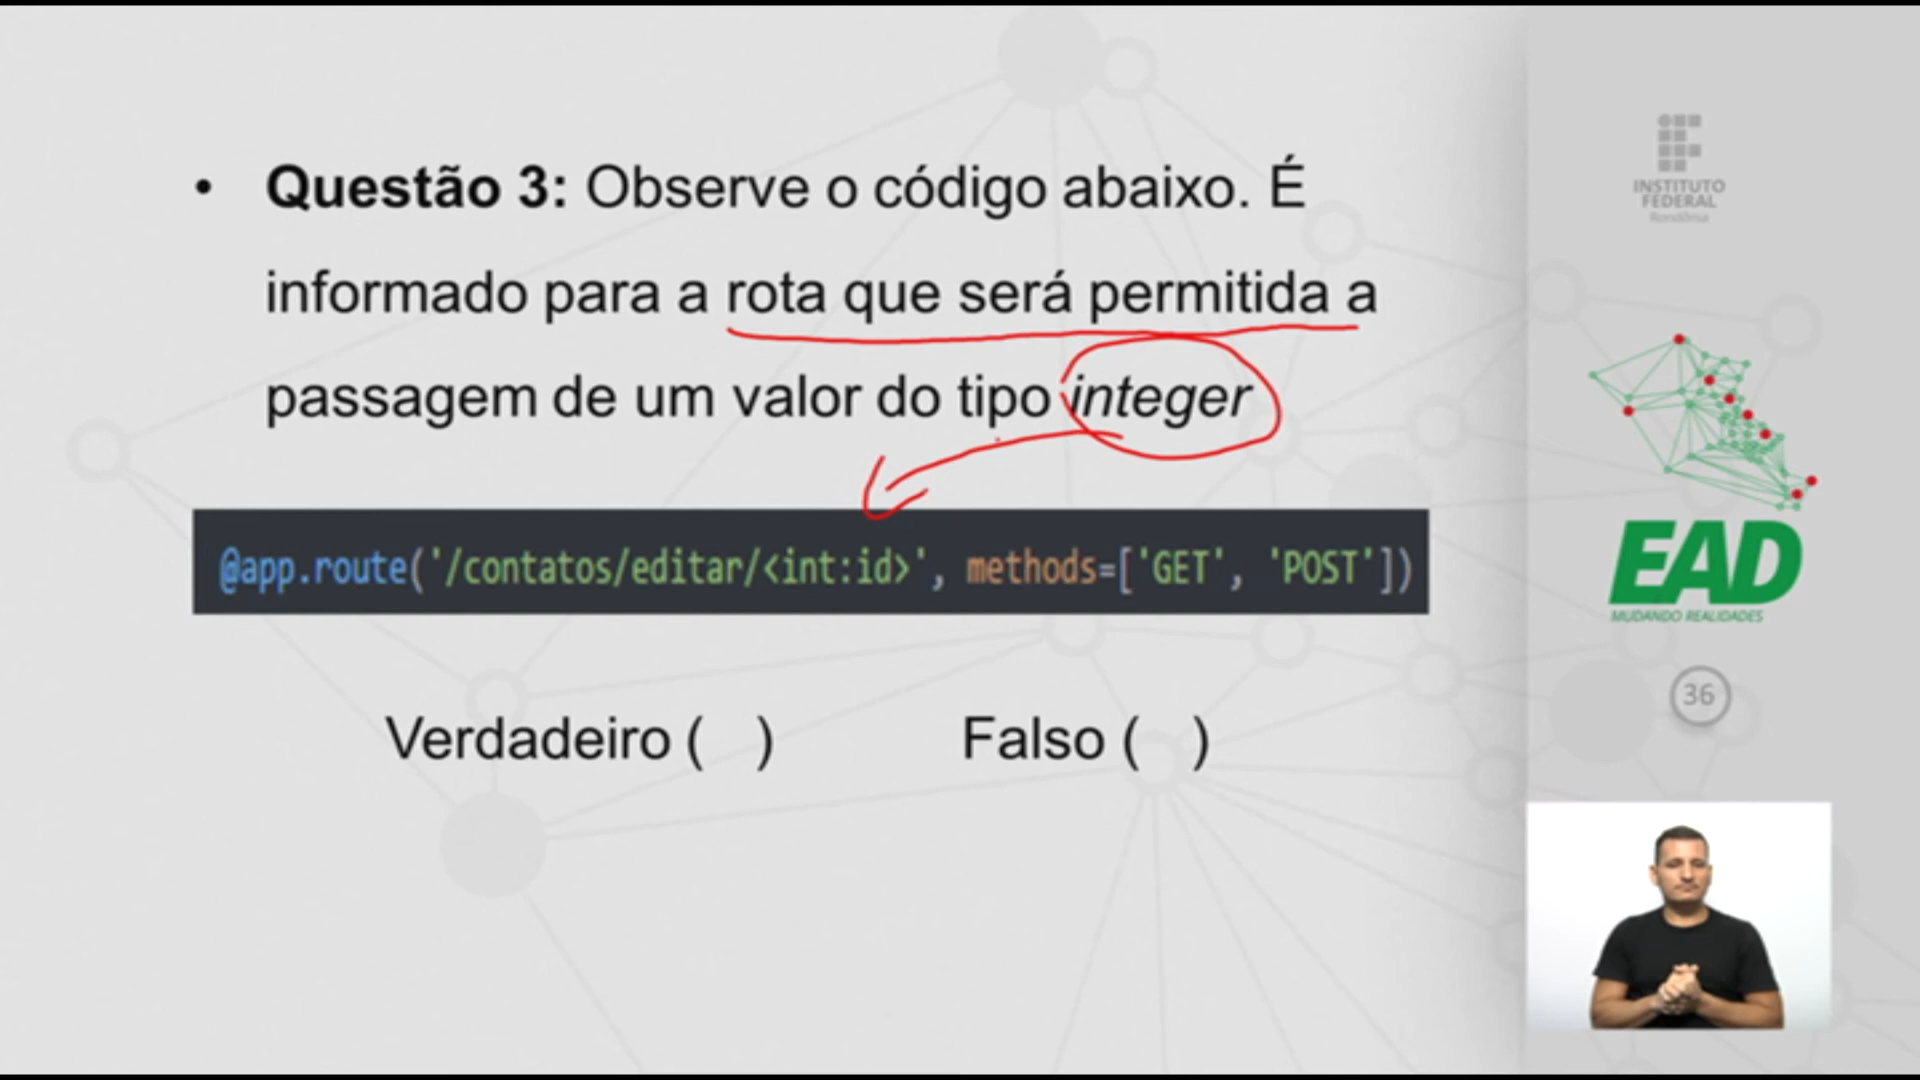 • Questão 3: Observe o código abaixo. É
informado para a rota que será permitida a
passagem de um valor do tipo integer
@app.route('/contatos/editar/<int:id>', methods=['GET', 'POST'])
Verdadeiro (   )   Falso (   )
INSTITUTO
FEDERAL
Rondônia
EAD
MUDANDO REALIDADES
36